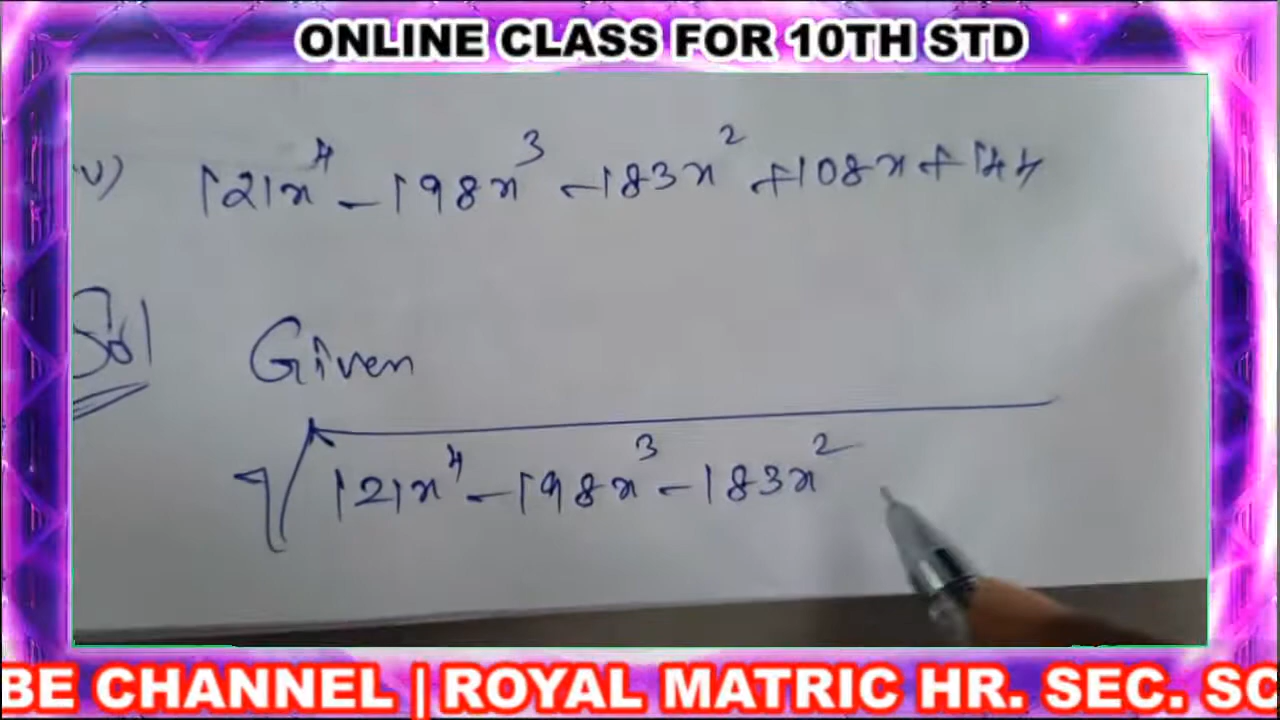 ONLINE CLASS FOR 10TH STD
v) 121x⁴ - 198x³ - 183x² + 108x + 144
Sol
Given
√121x⁴ - 198x³ - 183x²
BE CHANNEL | ROYAL MATRIC HR. SEC. SC